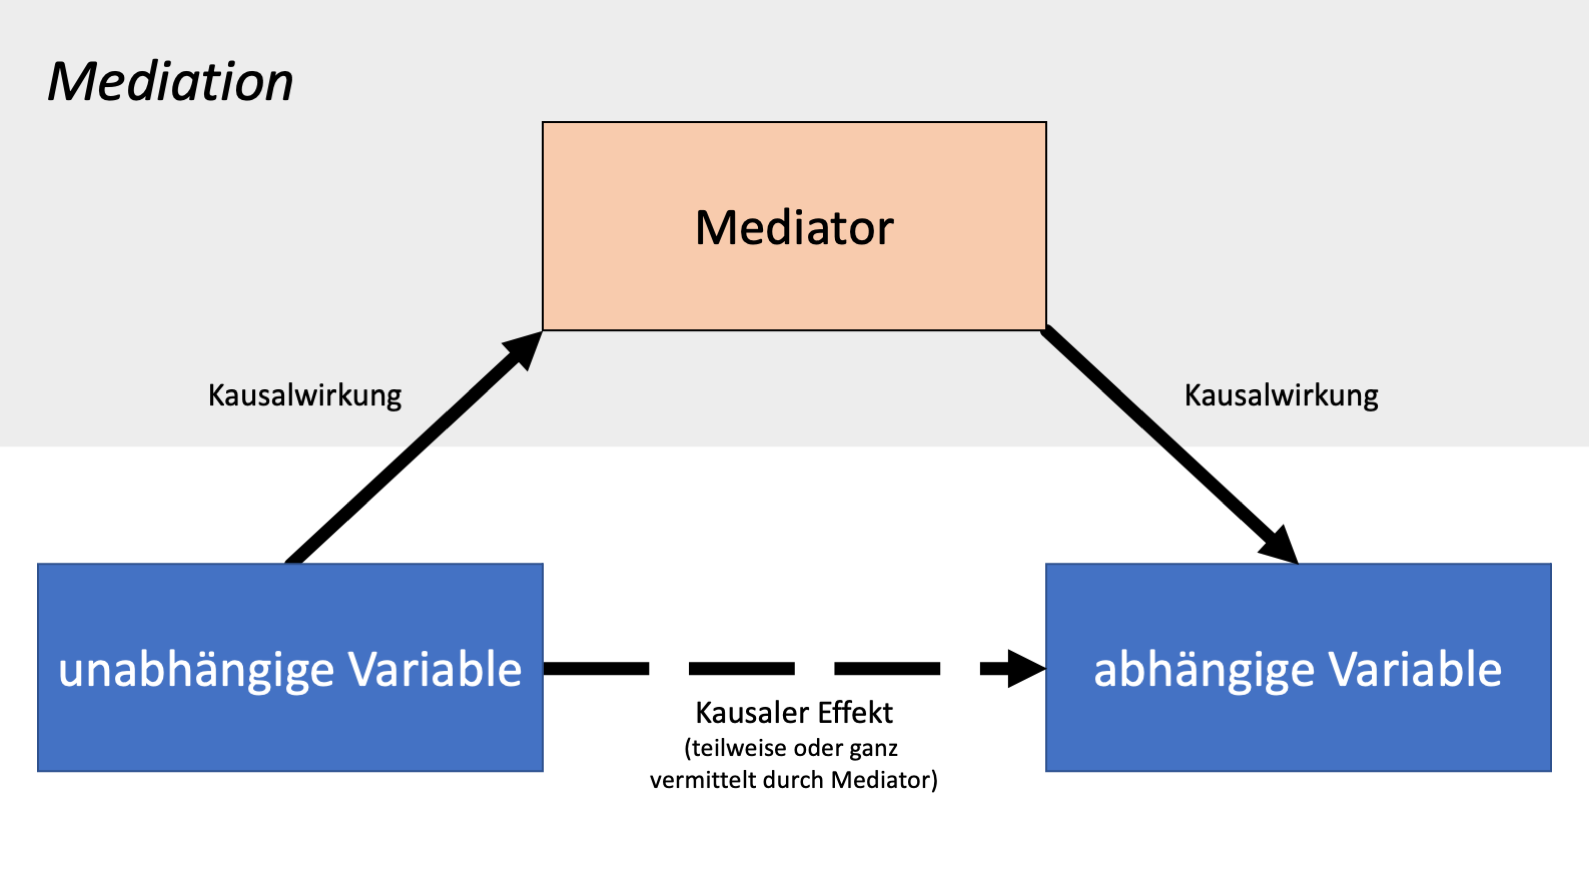 Mediation
Mediator
Kausalwirkung
Kausalwirkung
unabhängige Variable
abhängige Variable
Kausaler Effekt
(teilweise oder ganz
vermittelt durch Mediator)